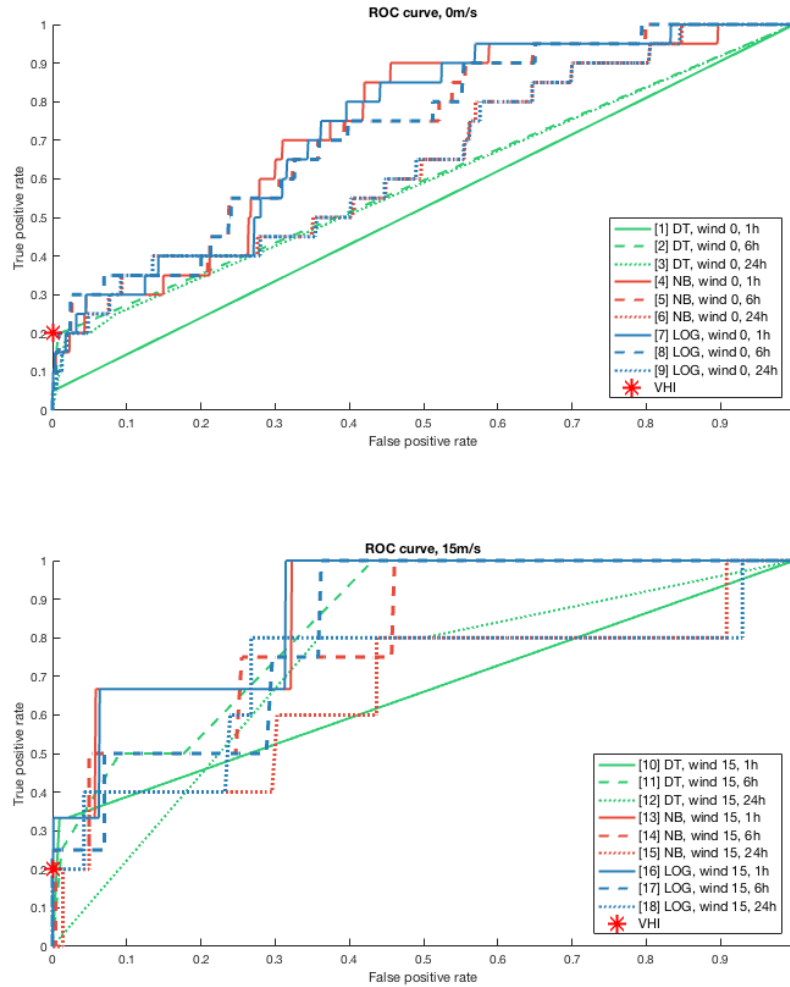 ROC curve, 0m/s
1
0.9
0.8
0.7
0.6
0.5
0.4
0.3
0.2
0.1
0
True positive rate
[1] DT, wind 0, 1h
[2] DT, wind 0, 6h
[3] DT, wind 0, 24h
[4] NB, wind 0, 1h
[5] NB, wind 0, 6h
[6] NB, wind 0, 24h
[7] LOG, wind 0, 1h
[8] LOG, wind 0, 6h
[9] LOG, wind 0, 24h
VHI
0 0.1 0.2 0.3 0.4 0.5 0.6 0.7 0.8 0.9
False positive rate
ROC curve, 15m/s
1
0.9
0.8
0.7
0.6
0.5
0.4
0.3
0.2
0.1
0
True positive rate
[10] DT, wind 15, 1h
[11] DT, wind 15, 6h
[12] DT, wind 15, 24h
[13] NB, wind 15, 1h
[14] NB, wind 15, 6h
[15] NB, wind 15, 24h
[16] LOG, wind 15, 1h
[17] LOG, wind 15, 6h
[18] LOG, wind 15, 24h
VHI
0 0.1 0.2 0.3 0.4 0.5 0.6 0.7 0.8 0.9
False positive rate